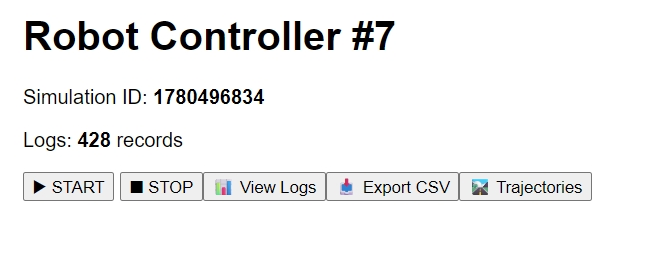 Robot Controller #7
Simulation ID: 1780496834
Logs: 428 records
▶ START ■ STOP 📊 View Logs 📥 Export CSV 🛣️ Trajectories